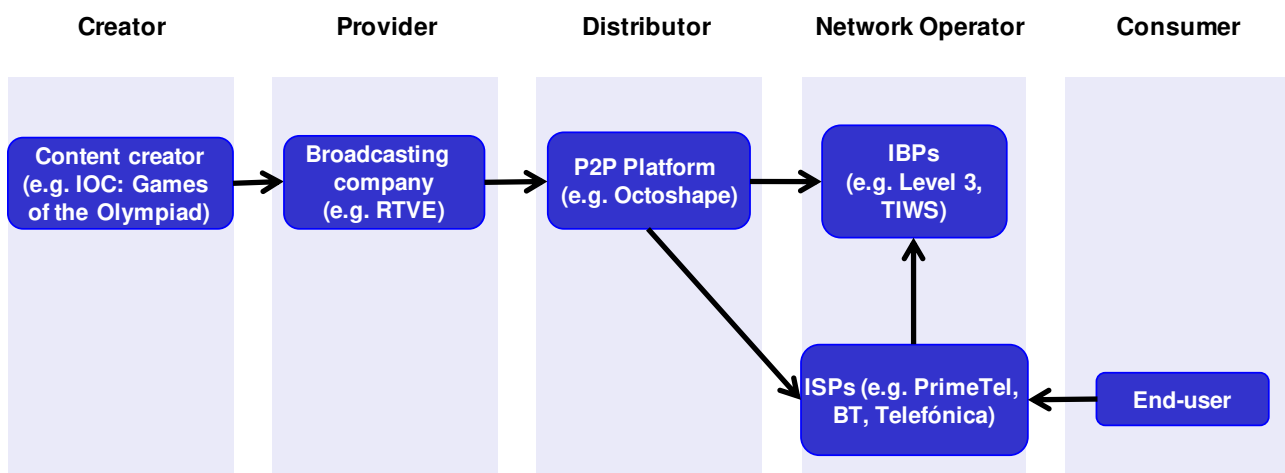 Creator
Provider
Distributor
Network Operator
Consumer
Content creator
(e.g. IOC: Games
of the Olympiad)
Broadcasting
company
(e.g. RTVE)
P2P Platform
(e.g. Octoshape)
IBPs
(e.g. Level 3,
TIWS)
ISPs (e.g. PrimeTel,
BT, Telefónica)
End-user